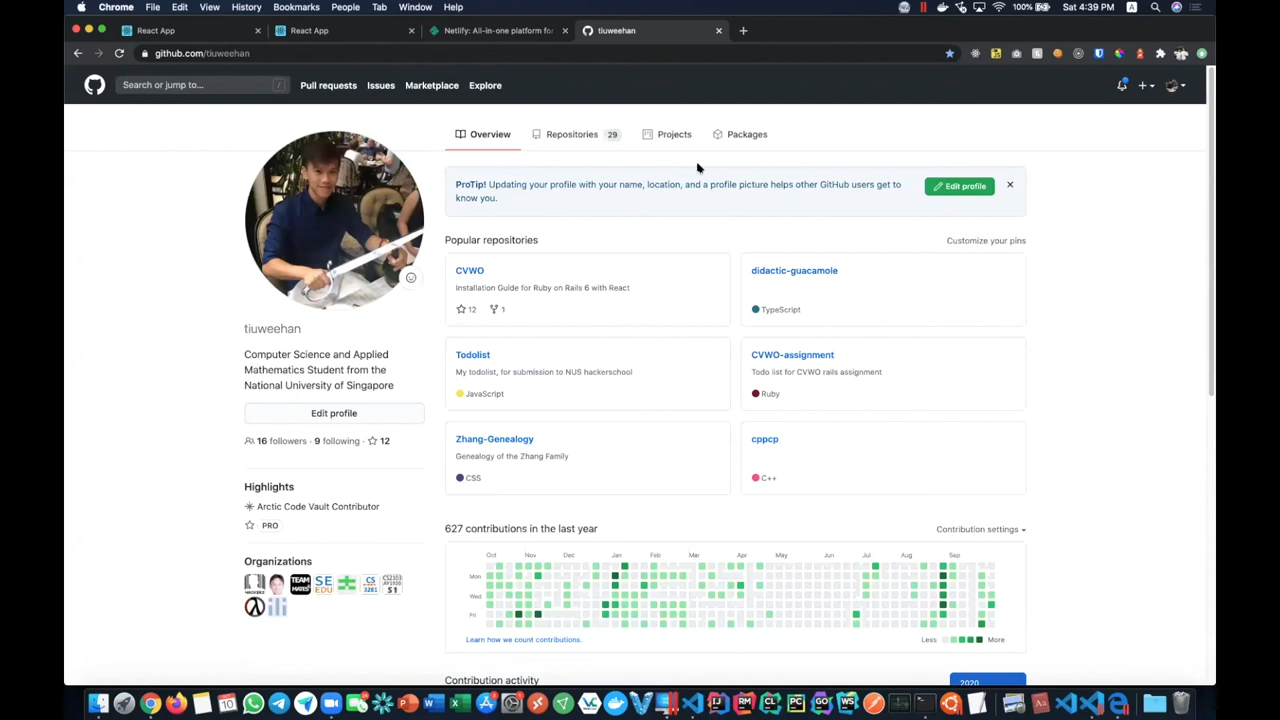 Chrome File Edit View History Bookmarks People Tab Window Help 100% A Sat 4:39 PM
React App React App Netlify: All-in-one platform fo tiuweehan
github.com/tiuweehan
Search or jump to... / Pull requests Issues Marketplace Explore
Overview Repositories 29 Projects Packages
ProTip! Updating your profile with your name, location, and a profile picture helps other GitHub users get to
know you.
Edit profile
Popular repositories Customize your pins
CVWO
Installation Guide for Ruby on Rails 6 with React
12 1
didactic-guacamole
TypeScript
tiuweehan
Computer Science and Applied
Mathematics Student from the
National University of Singapore
Edit profile
16 followers · 9 following · 12
Highlights
Arctic Code Vault Contributor
PRO
Organizations
TEAM
MATES
SE
EDU
CS
3281
CS2103
S1
Todolist
My todolist, for submission to NUS hackerschool
JavaScript
CVWO-assignment
Todo list for CVWO rails assignment
Ruby
Zhang-Genealogy
Genealogy of the Zhang Family
CSS
cppcp
C++
627 contributions in the last year Contribution settings
Oct Nov Dec Jan Feb Mar Apr May Jun Jul Aug Sep
Mon
Wed
Fri
Learn how we count contributions. Less More
Contribution activity 2020